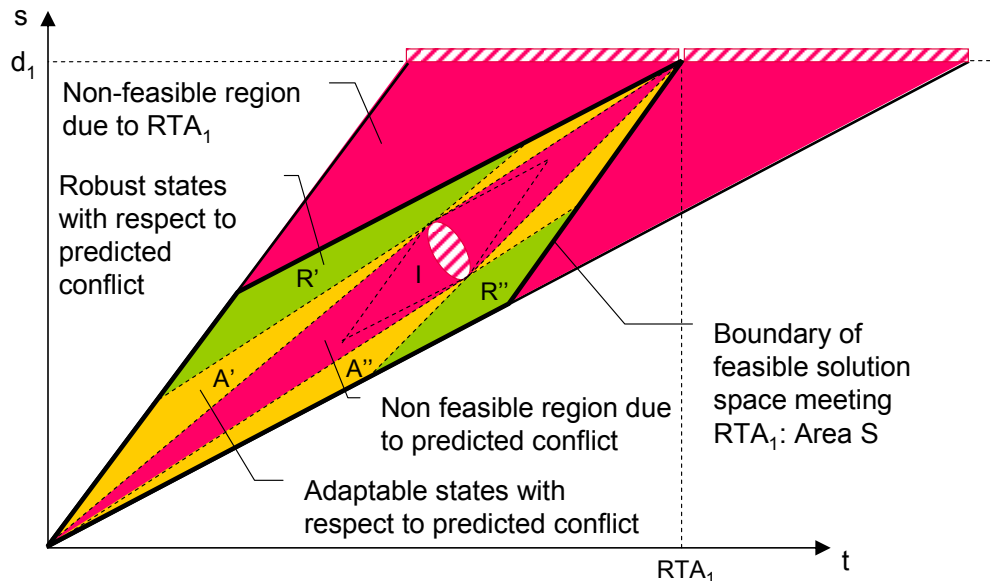 s
d1
Non-feasible region
due to RTA1
Robust states
with respect to
predicted
conflict
R’
I
R’’
A’
A’’
Boundary of
feasible solution
space meeting
RTA1: Area S
Non feasible region due
to predicted conflict
Adaptable states with
respect to predicted conflict
RTA1
t